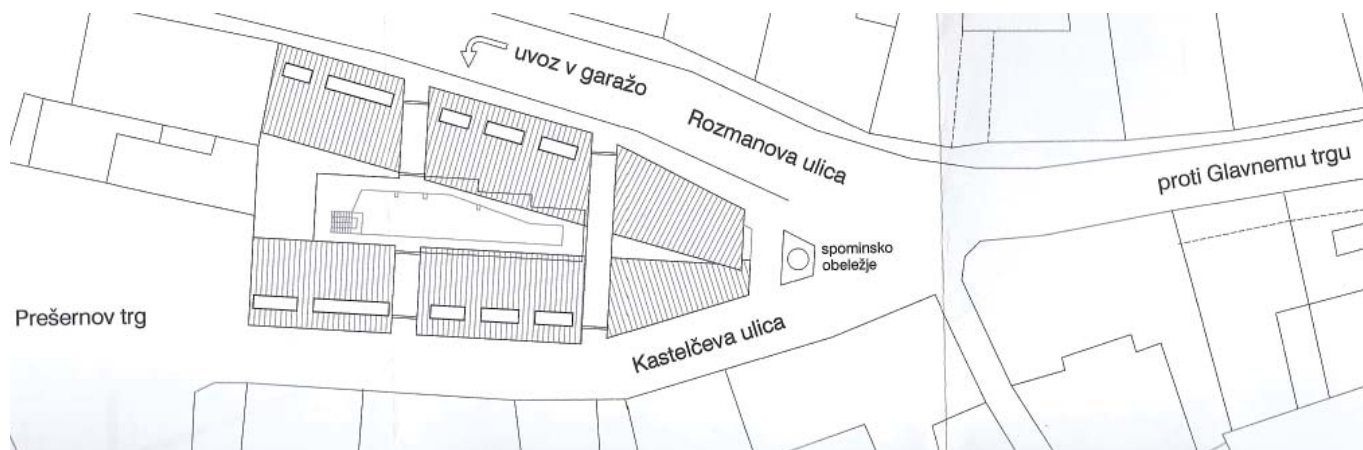 uvoz v garažo
Rozmanova ulica
proti Glavnemu trgu
spominsko
obeležje
Prešernov trg
Kastelčeva ulica